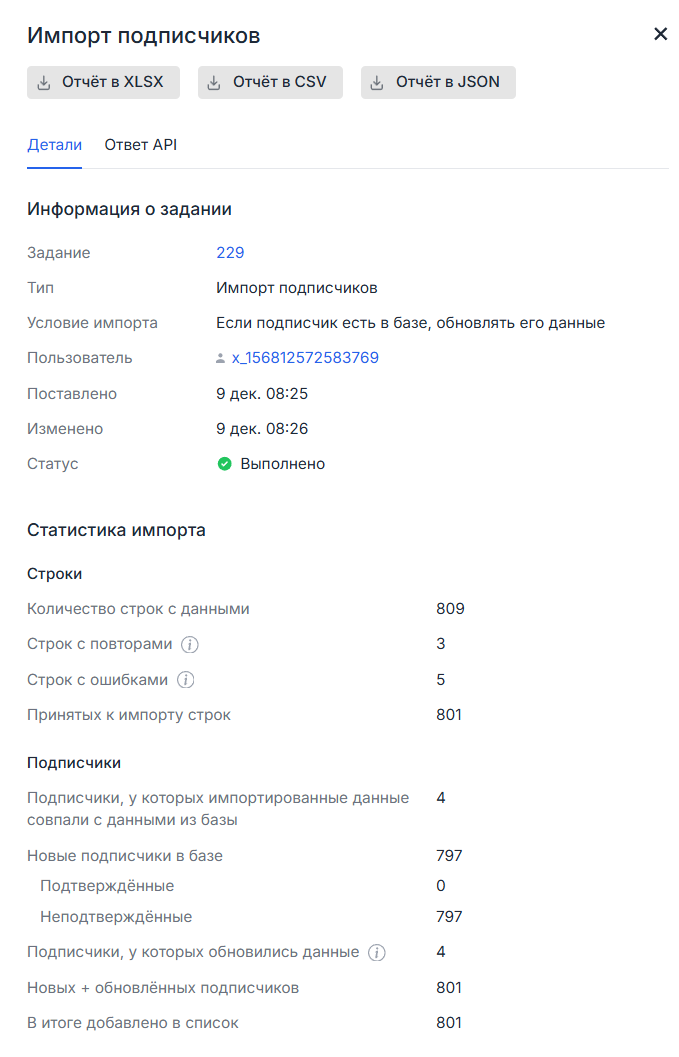 Импорт подписчиков
Отчёт в XLSX
Отчёт в CSV
Отчёт в JSON
Детали
Ответ API
Информация о задании
Задание 229
Тип Импорт подписчиков
Условие импорта Если подписчик есть в базе, обновлять его данные
Пользователь x_156812572583769
Поставлено 9 дек. 08:25
Изменено 9 дек. 08:26
Статус Выполнено
Статистика импорта
Строки
Количество строк с данными 809
Строк с повторами 3
Строк с ошибками 5
Принятых к импорту строк 801
Подписчики
Подписчики, у которых импортированные данные 4
совпали с данными из базы
Новые подписчики в базе 797
Подтверждённые 0
Неподтверждённые 797
Подписчики, у которых обновились данные 4
Новых + обновлённых подписчиков 801
В итоге добавлено в список 801